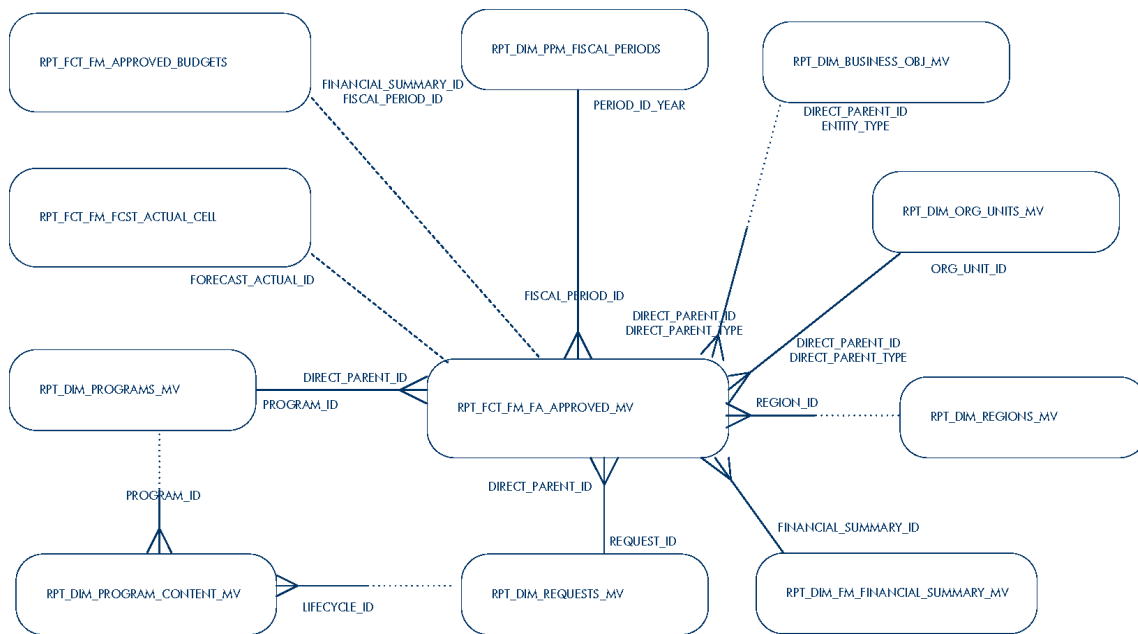 RPT_FCT_FM_APPROVED_BUDGETS
RPT_DIM_PPM_FISCAL_PERIODS
RPT_DIM_BUSINESS_OBJ_MV
FINANCIAL_SUMMARY_ID
FISCAL_PERIOD_ID
PERIOD_ID_YEAR
DIRECT_PARENT_ID
ENTITY_TYPE
RPT_FCT_FM_FCST_ACTUAL_CELL
RPT_DIM_ORG_UNITS_MV
FORECAST_ACTUAL_ID
ORG_UNIT_ID
FISCAL_PERIOD_ID
DIRECT_PARENT_ID
DIRECT_PARENT_TYPE
DIRECT_PARENT_ID
DIRECT_PARENT_TYPE
RPT_DIM_PROGRAMS_MV
DIRECT_PARENT_ID
PROGRAM_ID
RPT_FCT_FM_FA_APPROVED_MV
REGION_ID
RPT_DIM_REGIONS_MV
PROGRAM_ID
DIRECT_PARENT_ID
FINANCIAL_SUMMARY_ID
REQUEST_ID
RPT_DIM_PROGRAM_CONTENT_MV
LIFECYCLE_ID
RPT_DIM_REQUESTS_MV
RPT_DIM_FM_FINANCIAL_SUMMARY_MV